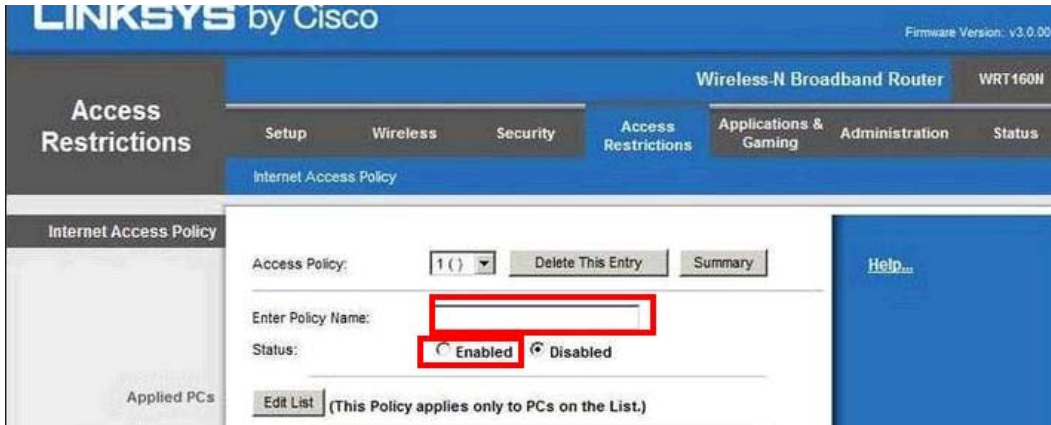 LINKSYS by Cisco
Firmware Version: v3.0.00
Wireless-N Broadband Router WRT160N
Access Restrictions
Setup Wireless Security Access Restrictions Applications & Gaming Administration Status
Internet Access Policy
Internet Access Policy
Access Policy: 1 ( ) Delete This Entry Summary
Help...
Enter Policy Name:
Status: Enabled Disabled
Applied PCs
Edit List (This Policy applies only to PCs on the List.)